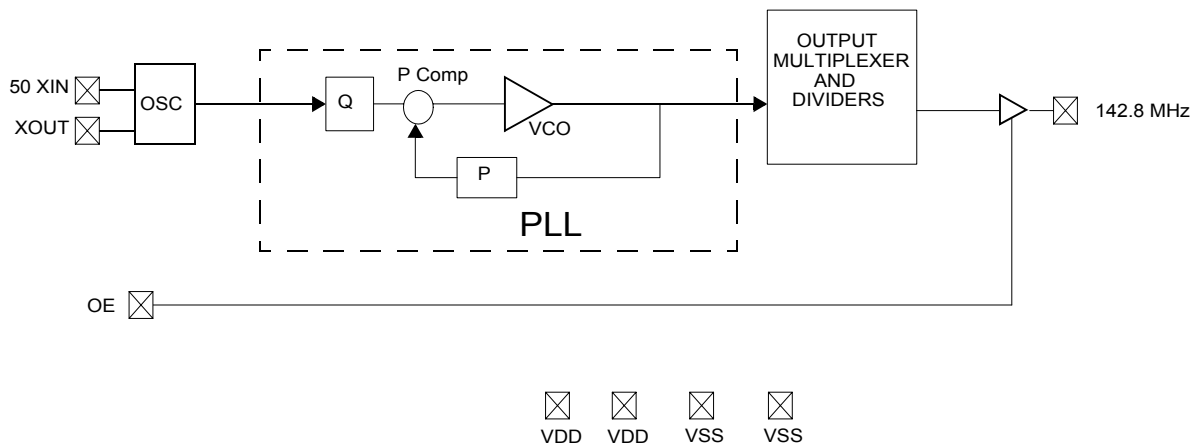 50 XIN
XOUT
OSC
Q
P Comp
VCO
P
PLL
OUTPUT
MULTIPLEXER
AND
DIVIDERS
142.8 MHz
OE
VDD VDD VSS VSS